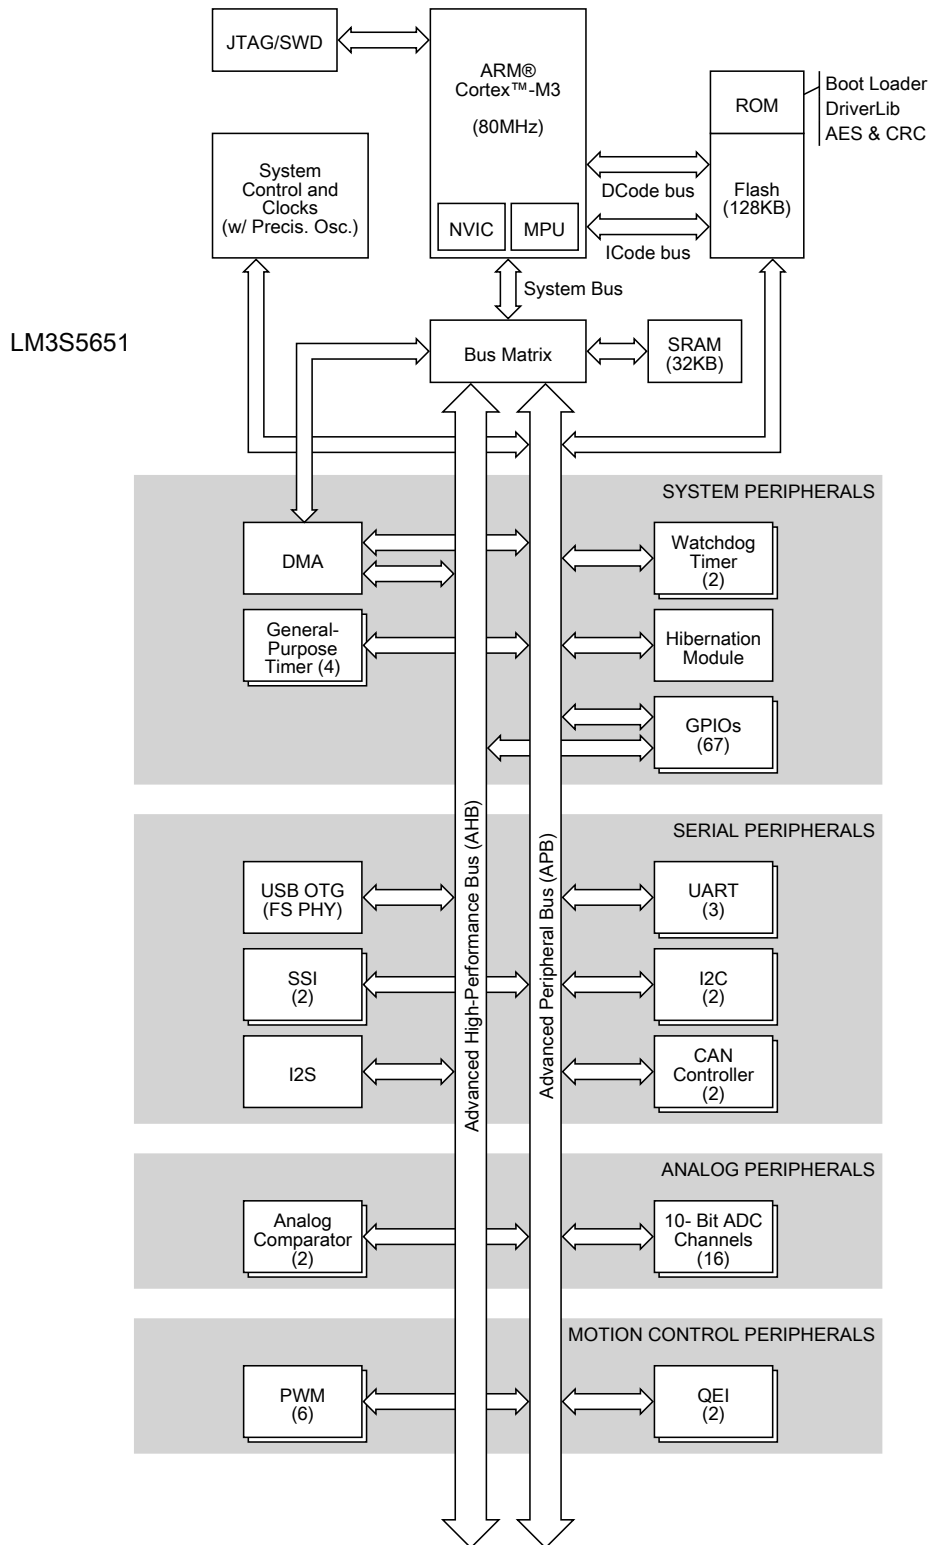 JTAG/SWD
ARM®
Cortex™-M3
(80MHz)
NVIC
MPU
ROM
Boot Loader
DriverLib
AES & CRC
Flash
(128KB)
DCode bus
ICode bus
System
Control and
Clocks
(w/ Precis. Osc.)
System Bus
LM3S5651
Bus Matrix
SRAM
(32KB)
SYSTEM PERIPHERALS
DMA
Watchdog
Timer
(2)
General-
Purpose
Timer (4)
Hibernation
Module
GPIOs
(67)
Advanced High-Performance Bus (AHB)
Advanced Peripheral Bus (APB)
SERIAL PERIPHERALS
USB OTG
(FS PHY)
UART
(3)
SSI
(2)
I2C
(2)
I2S
CAN
Controller
(2)
ANALOG PERIPHERALS
Analog
Comparator
(2)
10- Bit ADC
Channels
(16)
MOTION CONTROL PERIPHERALS
PWM
(6)
QEI
(2)